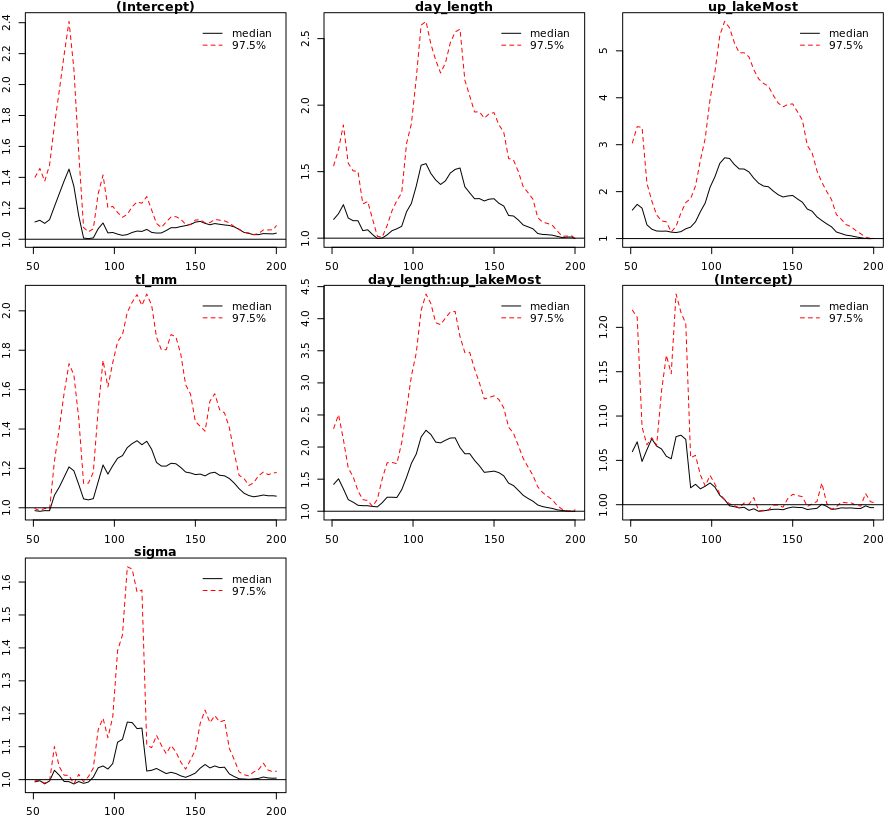 (Intercept)
median
97.5%
1.0 1.2 1.4 1.6 1.8 2.0 2.2 2.4
50 100 150 200
day_length
median
97.5%
1.0 1.5 2.0 2.5
50 100 150 200
up_lakeMost
median
97.5%
1 2 3 4 5
50 100 150 200
tl_mm
median
97.5%
1.0 1.2 1.4 1.6 1.8 2.0
50 100 150 200
day_length:up_lakeMost
median
97.5%
1.0 1.5 2.0 2.5 3.0 3.5 4.0 4.5
50 100 150 200
(Intercept)
median
97.5%
1.00 1.05 1.10 1.15 1.20
50 100 150 200
sigma
median
97.5%
1.0 1.1 1.2 1.3 1.4 1.5 1.6
50 100 150 200